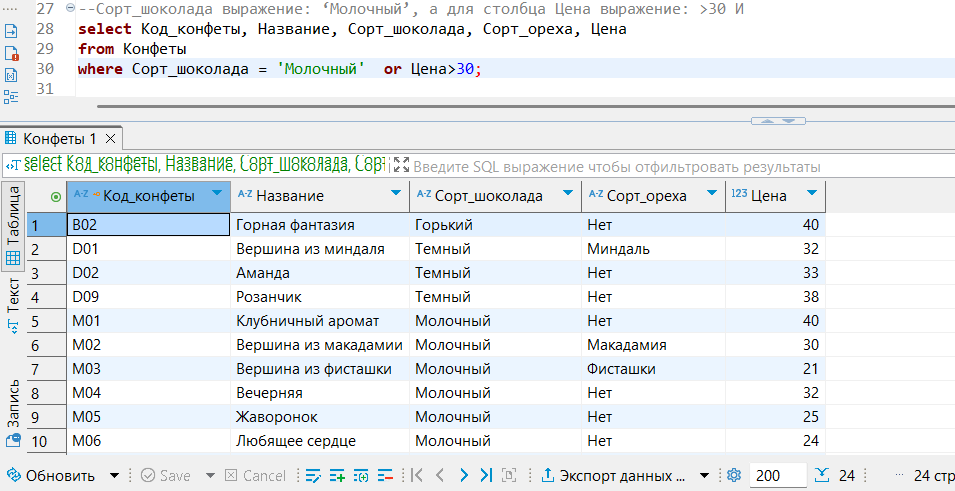 27 --Сорт_шоколада выражение: ‘Молочный’, а для столбца Цена выражение: >30 И
28 select Код_конфеты, Название, Сорт_шоколада, Сорт_ореха, Цена
29 from Конфеты
30 where Сорт_шоколада = 'Молочный'  or Цена>30;
31
Конфеты 1
select Код_конфеты, Название, Сорт_шоколада, Сорт Введите SQL выражение чтобы отфильтровать результаты
Таблица
Текст
Запись
A-Z Код_конфеты A-Z Название A-Z Сорт_шоколада A-Z Сорт_ореха 123 Цена
1 B02 Горная фантазия Горький Нет 40
2 D01 Вершина из миндаля Темный Миндаль 32
3 D02 Аманда Темный Нет 33
4 D09 Розанчик Темный Нет 38
5 M01 Клубничный аромат Молочный Нет 40
6 M02 Вершина из макадамии Молочный Макадамия 30
7 M03 Вершина из фисташки Молочный Фисташки 21
8 M04 Вечерняя Молочный Нет 32
9 M05 Жаворонок Молочный Нет 25
10 M06 Любящее сердце Молочный Нет 24
Обновить Save Cancel Экспорт данных ... 200 24 24 стр